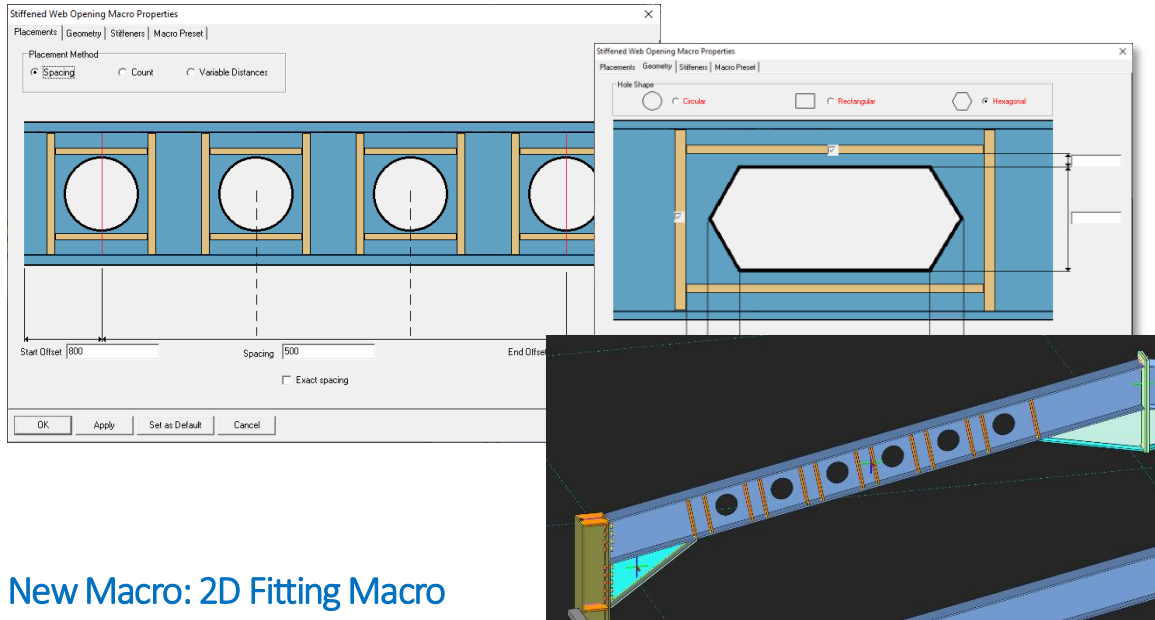 Stiffened Web Opening Macro Properties
Placements Geometry Stiffeners Macro Preset
Placement Method
Spacing Count Variable Distances
Start Offset 800 Spacing 500 End Offset
Exact spacing
OK Apply Set as Default Cancel
Stiffened Web Opening Macro Properties
Placements Geometry Stiffeners Macro Preset
Hole Shape
Circular Rectangular Hexagonal
New Macro: 2D Fitting Macro